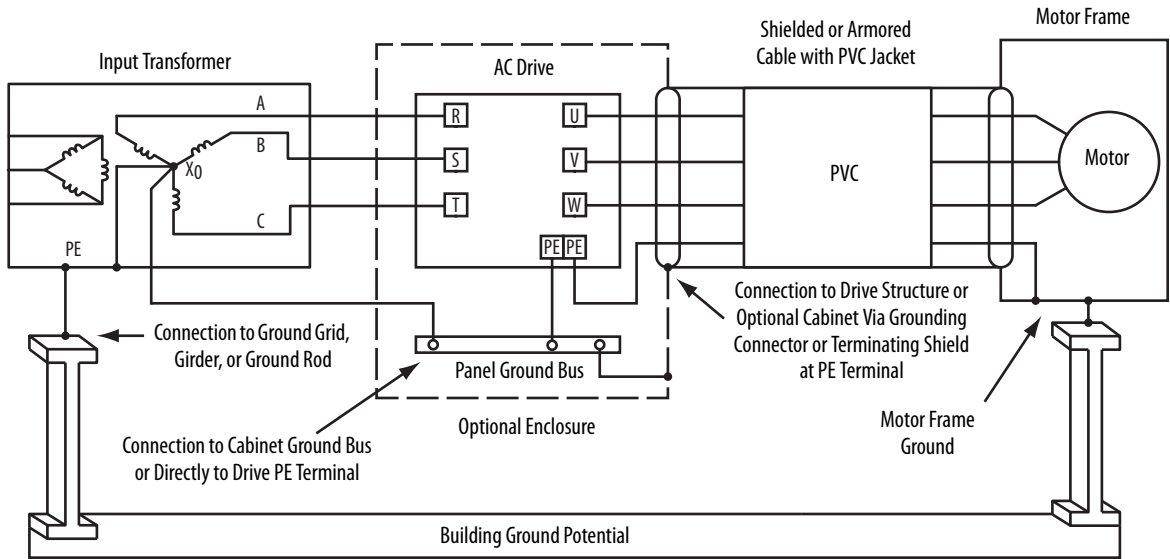 Motor Frame
Shielded or Armored
Cable with PVC Jacket
Input Transformer
AC Drive
A
R
U
B
X0
S
V
PVC
Motor
C
T
W
PE
PE
PE
Connection to Ground Grid,
Girder, or Ground Rod
Panel Ground Bus
Connection to Drive Structure or
Optional Cabinet Via Grounding
Connector or Terminating Shield
at PE Terminal
Optional Enclosure
Motor Frame
Ground
Connection to Cabinet Ground Bus
or Directly to Drive PE Terminal
Building Ground Potential